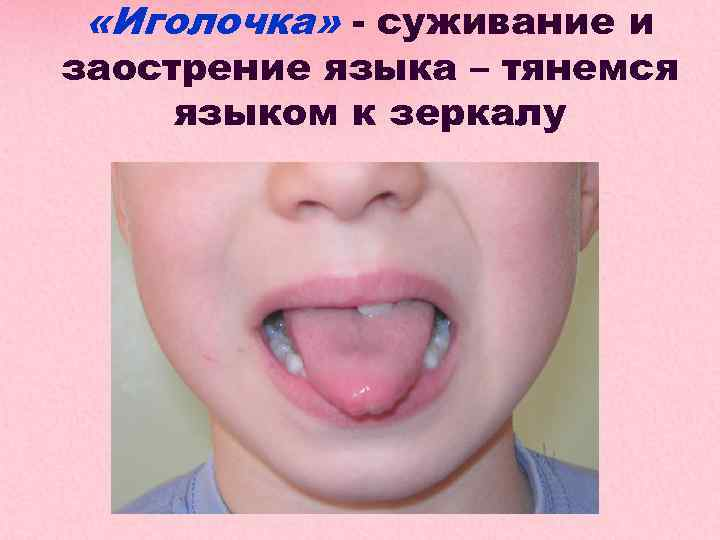 «Иголочка» - суживание и
заострение языка – тянемся
языком к зеркалу